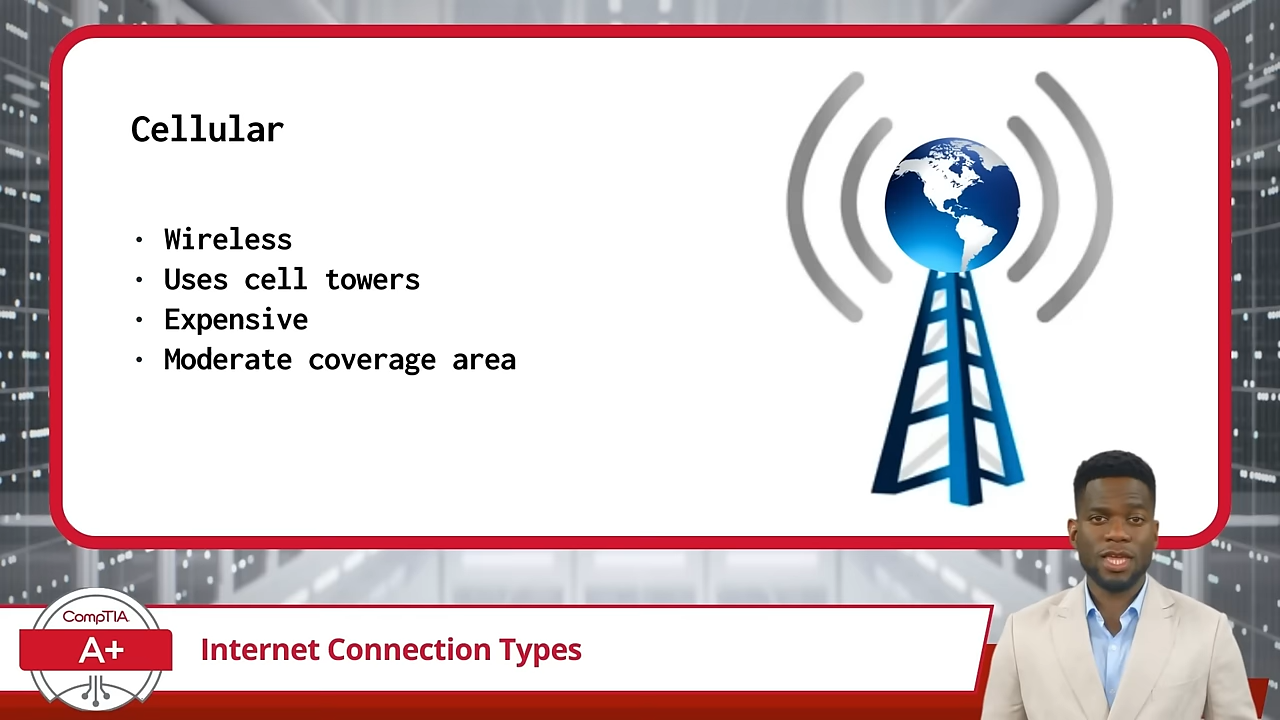 Cellular
· Wireless
· Uses cell towers
· Expensive
· Moderate coverage area
CompTIA
A+
Internet Connection Types